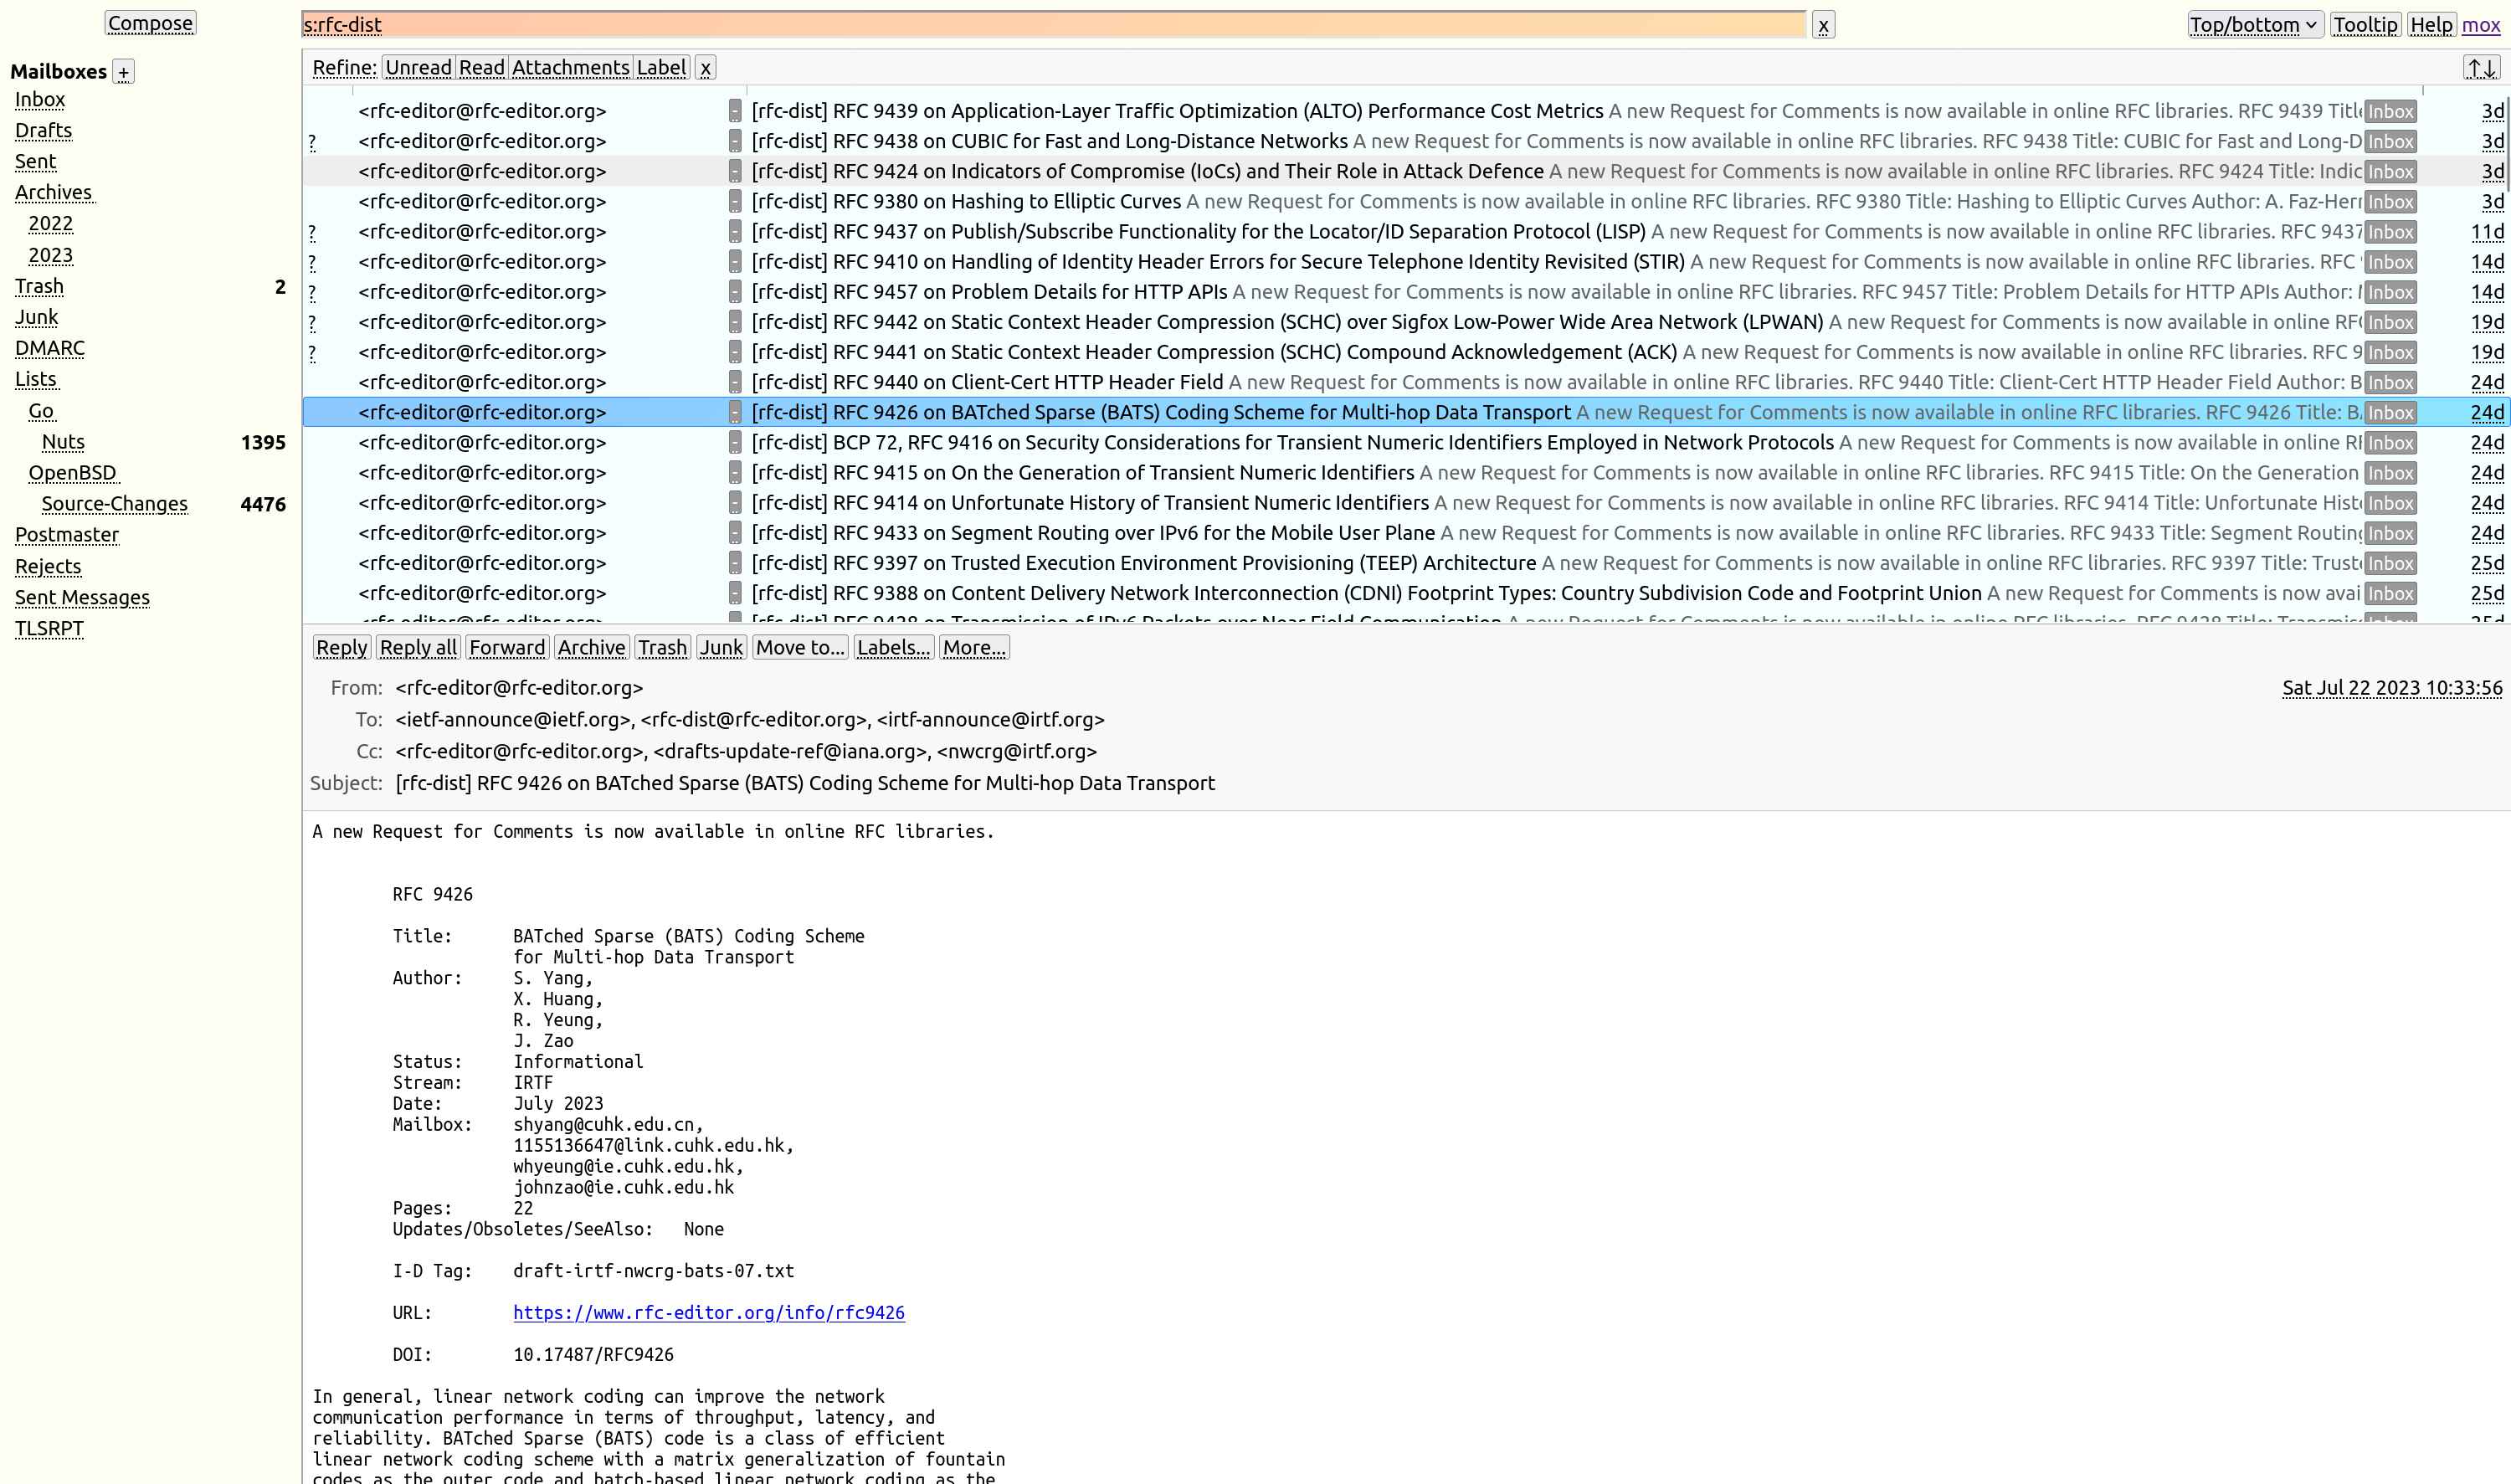 Compose
s:rfc-dist x Top/bottom Tooltip Help mox
Mailboxes +
Inbox
Drafts
Sent
Archives
2022
2023
Trash 2
Junk
DMARC
Lists
Go
Nuts 1395
OpenBSD
Source-Changes 4476
Postmaster
Rejects
Sent Messages
TLSRPT
Refine: Unread Read Attachments Label x ↑↓
<rfc-editor@rfc-editor.org> - [rfc-dist] RFC 9439 on Application-Layer Traffic Optimization (ALTO) Performance Cost Metrics A new Request for Comments is now available in online RFC libraries. RFC 9439 Title Inbox 3d
? <rfc-editor@rfc-editor.org> - [rfc-dist] RFC 9438 on CUBIC for Fast and Long-Distance Networks A new Request for Comments is now available in online RFC libraries. RFC 9438 Title: CUBIC for Fast and Long-D Inbox 3d
<rfc-editor@rfc-editor.org> - [rfc-dist] RFC 9424 on Indicators of Compromise (IoCs) and Their Role in Attack Defence A new Request for Comments is now available in online RFC libraries. RFC 9424 Title: Indic Inbox 3d
<rfc-editor@rfc-editor.org> - [rfc-dist] RFC 9380 on Hashing to Elliptic Curves A new Request for Comments is now available in online RFC libraries. RFC 9380 Title: Hashing to Elliptic Curves Author: A. Faz-Her Inbox 3d
? <rfc-editor@rfc-editor.org> - [rfc-dist] RFC 9437 on Publish/Subscribe Functionality for the Locator/ID Separation Protocol (LISP) A new Request for Comments is now available in online RFC libraries. RFC 9437 Inbox 11d
? <rfc-editor@rfc-editor.org> - [rfc-dist] RFC 9410 on Handling of Identity Header Errors for Secure Telephone Identity Revisited (STIR) A new Request for Comments is now available in online RFC libraries. RFC Inbox 14d
? <rfc-editor@rfc-editor.org> - [rfc-dist] RFC 9457 on Problem Details for HTTP APIs A new Request for Comments is now available in online RFC libraries. RFC 9457 Title: Problem Details for HTTP APIs Author: Inbox 14d
? <rfc-editor@rfc-editor.org> - [rfc-dist] RFC 9442 on Static Context Header Compression (SCHC) over Sigfox Low-Power Wide Area Network (LPWAN) A new Request for Comments is now available in online RFC Inbox 19d
? <rfc-editor@rfc-editor.org> - [rfc-dist] RFC 9441 on Static Context Header Compression (SCHC) Compound Acknowledgement (ACK) A new Request for Comments is now available in online RFC libraries. RFC 9 Inbox 19d
<rfc-editor@rfc-editor.org> - [rfc-dist] RFC 9440 on Client-Cert HTTP Header Field A new Request for Comments is now available in online RFC libraries. RFC 9440 Title: Client-Cert HTTP Header Field Author: B Inbox 24d
<rfc-editor@rfc-editor.org> - [rfc-dist] RFC 9426 on BATched Sparse (BATS) Coding Scheme for Multi-hop Data Transport A new Request for Comments is now available in online RFC libraries. RFC 9426 Title: BA Inbox 24d
<rfc-editor@rfc-editor.org> - [rfc-dist] BCP 72, RFC 9416 on Security Considerations for Transient Numeric Identifiers Employed in Network Protocols A new Request for Comments is now available in online RF Inbox 24d
<rfc-editor@rfc-editor.org> - [rfc-dist] RFC 9415 on On the Generation of Transient Numeric Identifiers A new Request for Comments is now available in online RFC libraries. RFC 9415 Title: On the Generation Inbox 24d
<rfc-editor@rfc-editor.org> - [rfc-dist] RFC 9414 on Unfortunate History of Transient Numeric Identifiers A new Request for Comments is now available in online RFC libraries. RFC 9414 Title: Unfortunate Hist Inbox 24d
<rfc-editor@rfc-editor.org> - [rfc-dist] RFC 9433 on Segment Routing over IPv6 for the Mobile User Plane A new Request for Comments is now available in online RFC libraries. RFC 9433 Title: Segment Routing Inbox 24d
<rfc-editor@rfc-editor.org> - [rfc-dist] RFC 9397 on Trusted Execution Environment Provisioning (TEEP) Architecture A new Request for Comments is now available in online RFC libraries. RFC 9397 Title: Trust Inbox 25d
<rfc-editor@rfc-editor.org> - [rfc-dist] RFC 9388 on Content Delivery Network Interconnection (CDNI) Footprint Types: Country Subdivision Code and Footprint Union A new Request for Comments is now avai Inbox 25d
<rfc-editor@rfc-editor.org> - [rfc-dist] RFC 9428 on Transmission of IPv6 Packets over Near Field Communication A new Request for Comments is now available in online RFC libraries. RFC 9428 Title: Transmis Inbox 25d
Reply Reply all Forward Archive Trash Junk Move to... Labels... More...
From: <rfc-editor@rfc-editor.org> Sat Jul 22 2023 10:33:56
To: <ietf-announce@ietf.org>, <rfc-dist@rfc-editor.org>, <irtf-announce@irtf.org>
Cc: <rfc-editor@rfc-editor.org>, <drafts-update-ref@iana.org>, <nwcrg@irtf.org>
Subject: [rfc-dist] RFC 9426 on BATched Sparse (BATS) Coding Scheme for Multi-hop Data Transport
A new Request for Comments is now available in online RFC libraries.
RFC 9426
Title: BATched Sparse (BATS) Coding Scheme
for Multi-hop Data Transport
Author: S. Yang,
X. Huang,
R. Yeung,
J. Zao
Status: Informational
Stream: IRTF
Date: July 2023
Mailbox: shyang@cuhk.edu.cn,
1155136647@link.cuhk.edu.hk,
whyeung@ie.cuhk.edu.hk,
johnzao@ie.cuhk.edu.hk
Pages: 22
Updates/Obsoletes/SeeAlso: None
I-D Tag: draft-irtf-nwcrg-bats-07.txt
URL: https://www.rfc-editor.org/info/rfc9426
DOI: 10.17487/RFC9426
In general, linear network coding can improve the network
communication performance in terms of throughput, latency, and
reliability. BATched Sparse (BATS) code is a class of efficient
linear network coding scheme with a matrix generalization of fountain
codes as the outer code and batch-based linear network coding as the